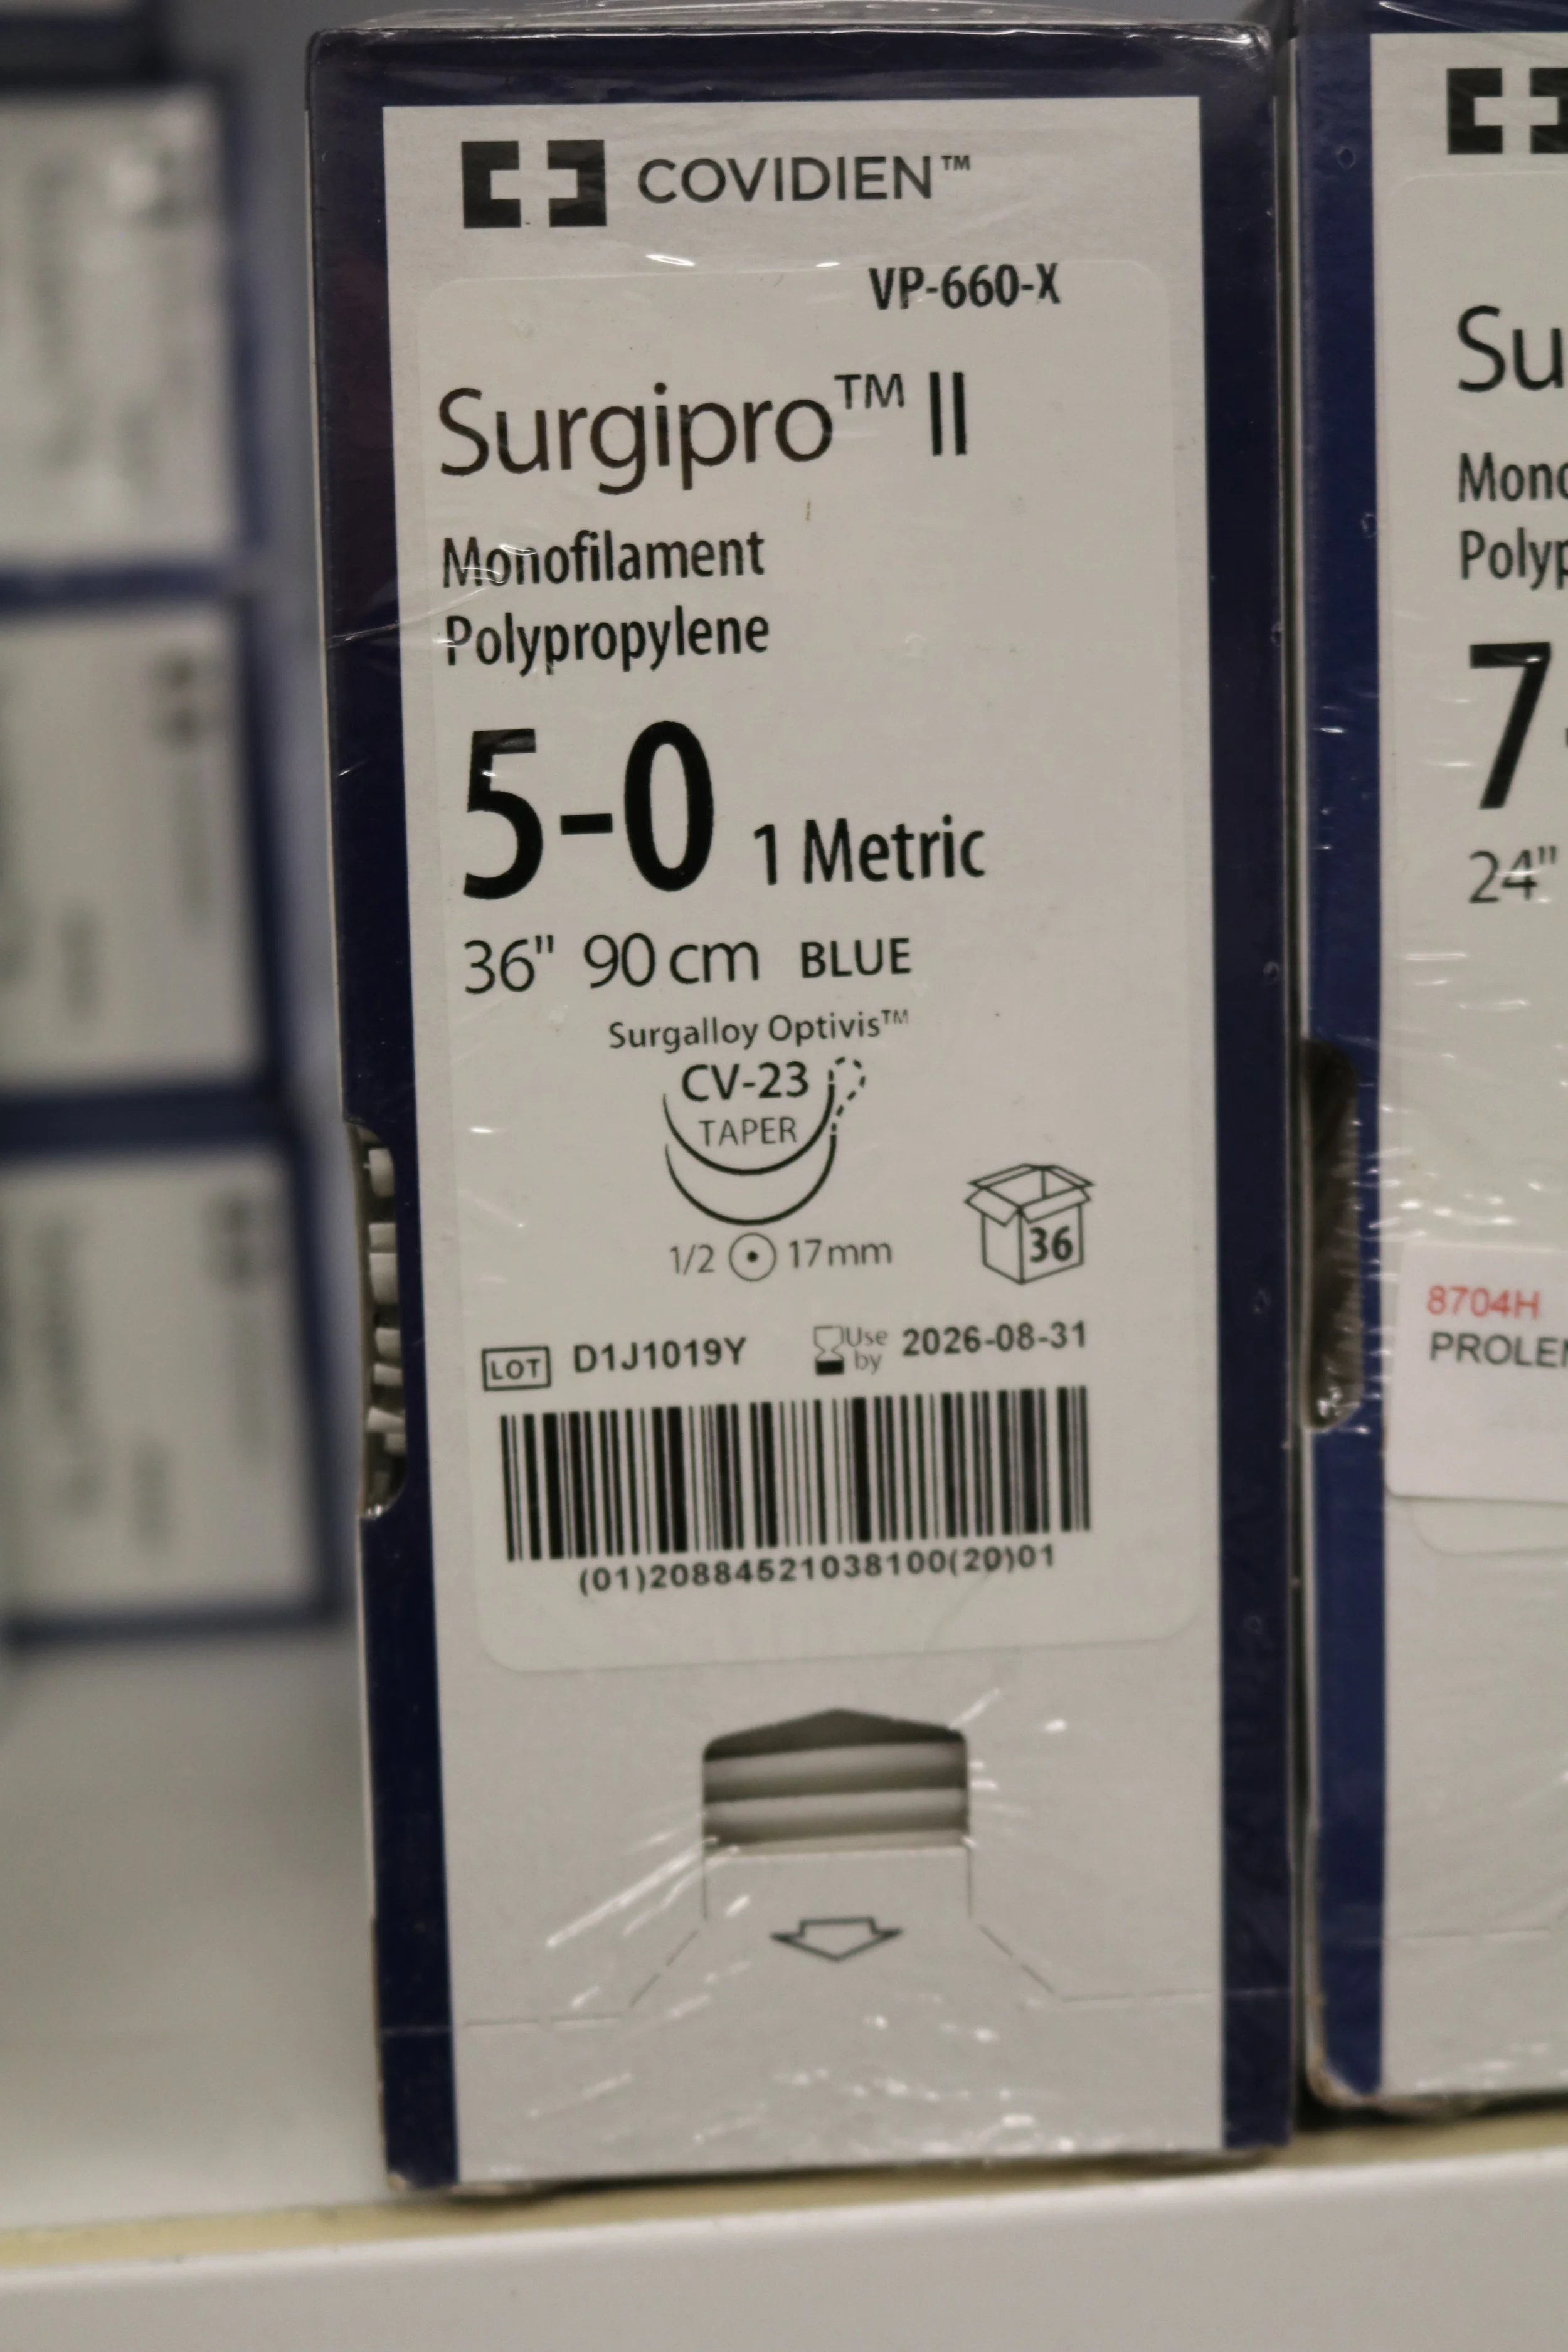 COVIDIEN™
VP-660-X
Surgipro™ II
Monofilament
Polypropylene
5-0 1 Metric
36" 90 cm BLUE
Surgalloy Optivis™
CV-23
TAPER
1/2 17mm
36
LOT D1J1019Y Use by 2026-08-31
(01)20884521038100(20)01
Su
Mono
Polyp
7-
24"
8704H
PROLEN